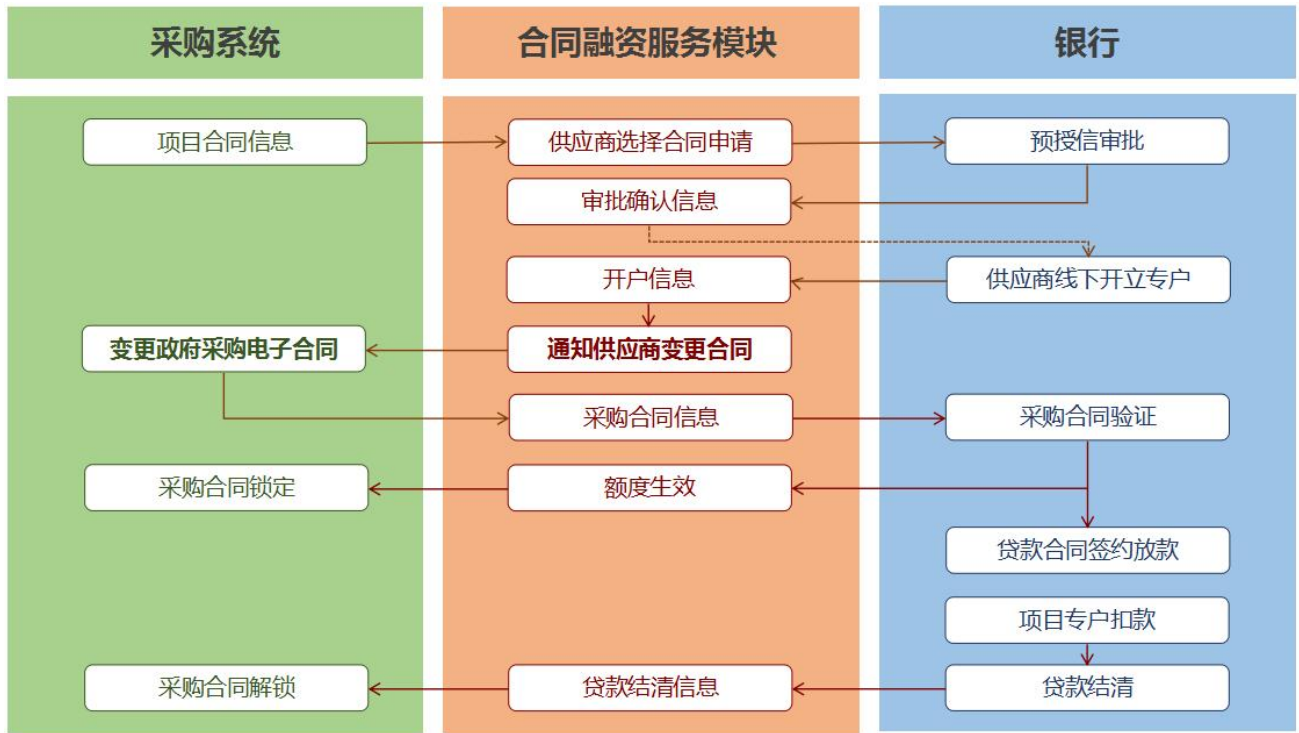 采购系统
合同融资服务模块
银行
项目合同信息
供应商选择合同申请
预授信审批
审批确认信息
开户信息
供应商线下开立专户
变更政府采购电子合同
通知供应商变更合同
采购合同信息
采购合同验证
采购合同锁定
额度生效
贷款合同签约放款
项目专户扣款
采购合同解锁
贷款结清信息
贷款结清